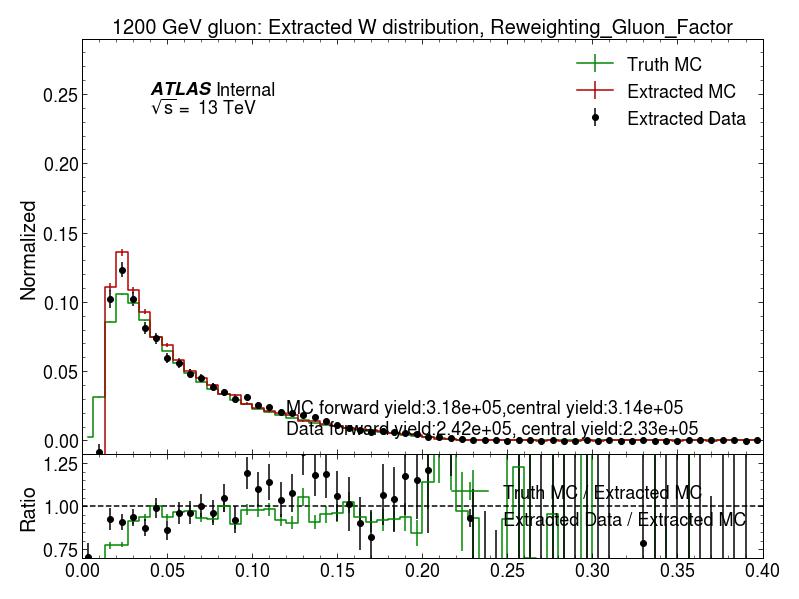 1200 GeV gluon: Extracted W distribution, Reweighting_Gluon_Factor
ATLAS Internal
√s = 13 TeV
Truth MC
Extracted MC
Extracted Data
Normalized
0.25
0.20
0.15
0.10
0.05
0.00
MC forward yield:3.18e+05,central yield:3.14e+05
Data forward yield:2.42e+05, central yield:2.33e+05
Ratio
1.25
1.00
0.75
Truth MC / Extracted MC
Extracted Data / Extracted MC
0.00 0.05 0.10 0.15 0.20 0.25 0.30 0.35 0.40